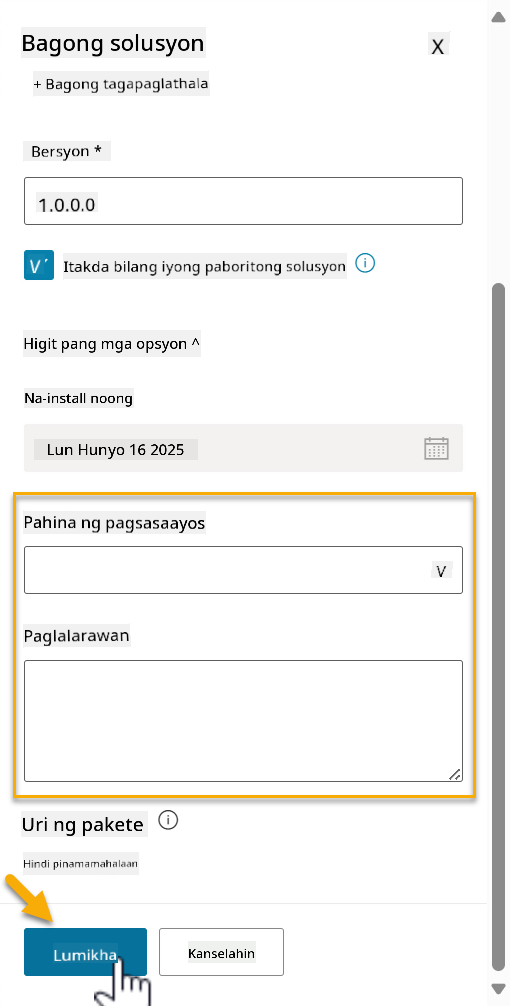 Bagong solusyon
X
+ Bagong tagapaglathala
Bersyon *
1.0.0.0
V Itakda bilang iyong paboritong solusyon
Higit pang mga opsyon ^
Na-install noong
Lun Hunyo 16 2025
Pahina ng pagsasaayos
V
Paglalarawan
Uri ng pakete
Hindi pinamamahalaan
Lumikha
Kanselahin